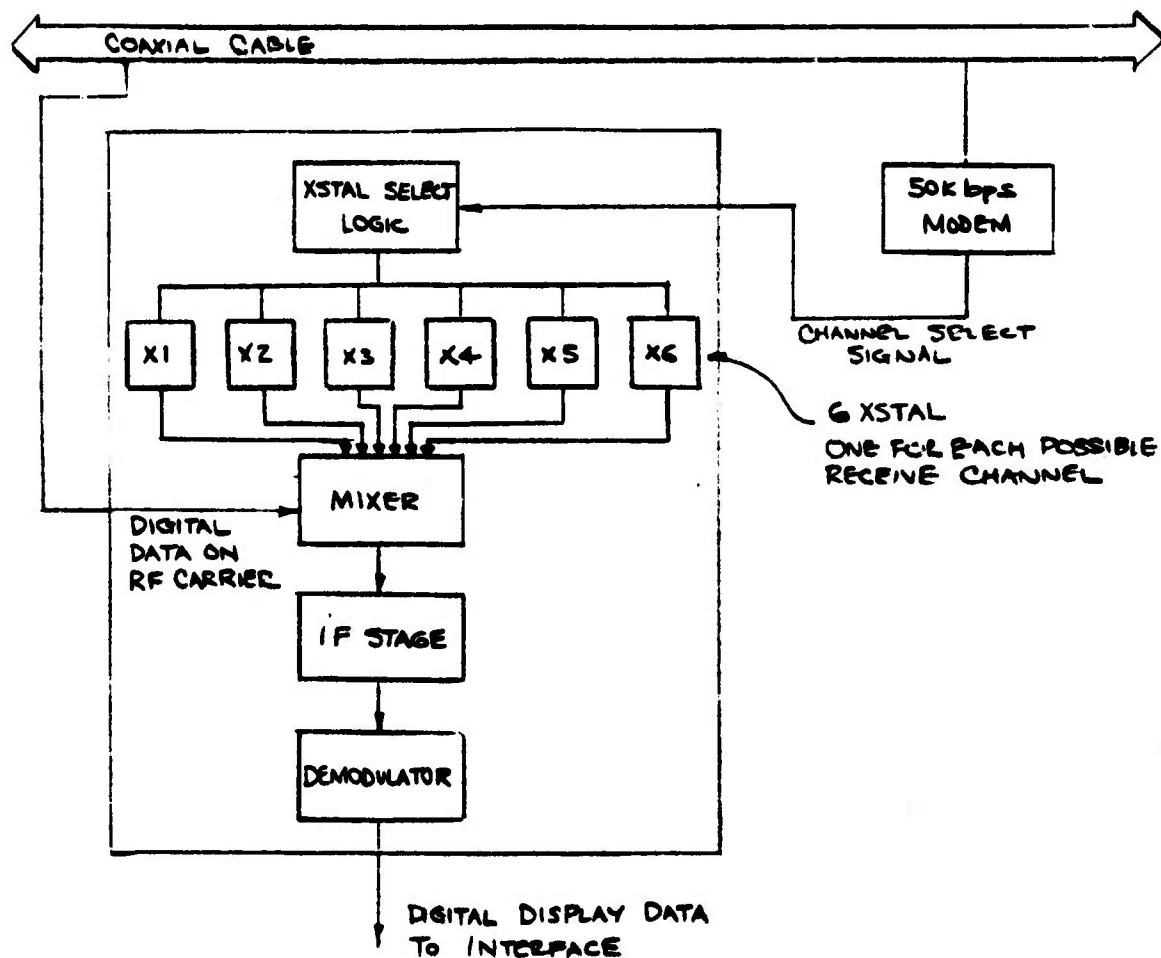 COAXIAL CABLE
XSTAL SELECT
LOGIC
50K bps
MODEM
CHANNEL SELECT
SIGNAL
X1
X2
X3
X4
X5
X6
6 XSTAL
ONE FOR EACH POSSIBLE
RECEIVE CHANNEL
MIXER
DIGITAL
DATA ON
RF CARRIER
IF STAGE
DEMODULATOR
DIGITAL DISPLAY DATA
TO INTERFACE